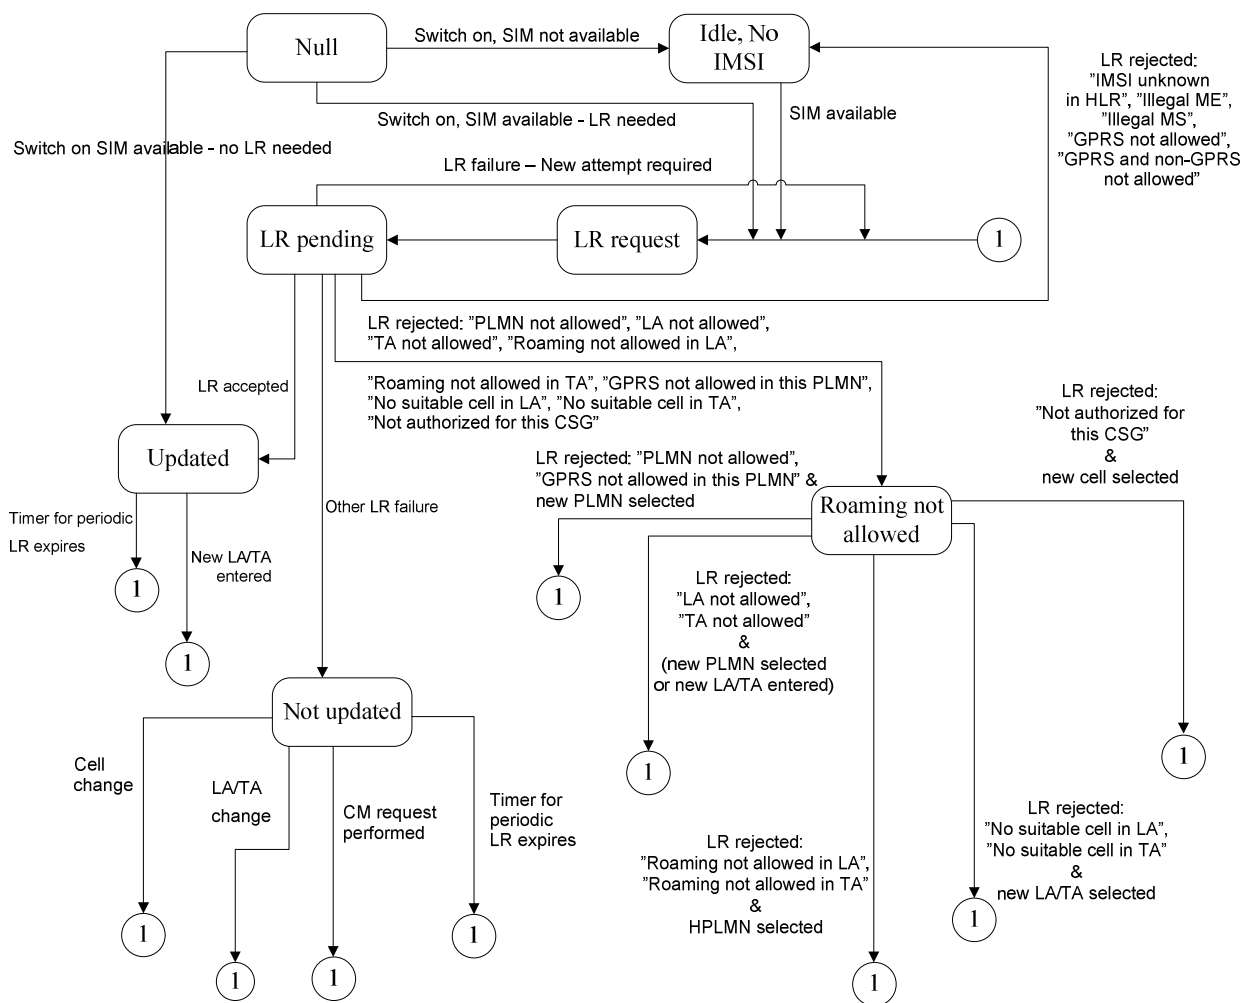 Null
Switch on, SIM not available
Idle, No
IMSI
LR rejected:
”IMSI unknown
in HLR”, ”Illegal ME”,
”Illegal MS”,
”GPRS not allowed”,
”GPRS and non-GPRS
not allowed”
SIM available
Switch on, SIM available - LR needed
Switch on SIM available - no LR needed
LR failure – New attempt required
LR pending
LR request
1
LR rejected: ”PLMN not allowed”, ”LA not allowed”,
”TA not allowed”, ”Roaming not allowed in LA”,
”Roaming not allowed in TA”, ”GPRS not allowed in this PLMN”,
”No suitable cell in LA”, ”No suitable cell in TA”,
”Not authorized for this CSG”
LR accepted
LR rejected:
”Not authorized for
this CSG”
&
new cell selected
Updated
LR rejected: ”PLMN not allowed”,
”GPRS not allowed in this PLMN” &
new PLMN selected
Roaming not
allowed
Other LR failure
Timer for periodic
LR expires
New LA/TA
entered
1
1
1
LR rejected:
”LA not allowed”,
”TA not allowed”
&
(new PLMN selected
or new LA/TA entered)
Not updated
1
1
Cell
change
LA/TA
change
CM request
performed
Timer for
periodic
LR expires
LR rejected:
”No suitable cell in LA”,
”No suitable cell in TA”
&
new LA/TA selected
LR rejected:
”Roaming not allowed in LA”,
”Roaming not allowed in TA”
&
HPLMN selected
1
1
1
1
1
1